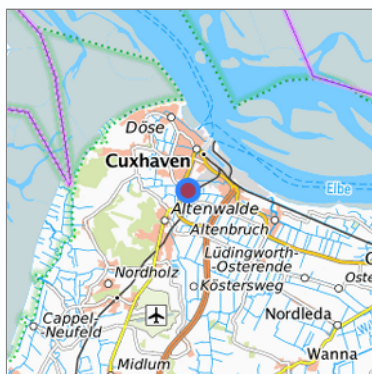 Döse
Cuxhaven
Elbe
Altenwalde
Altenbruch
Lüdingworth-
-Osterende
Nordholz
Köstersweg
Cappel-
Neufeld
Nordleda
Wanna
Midlum